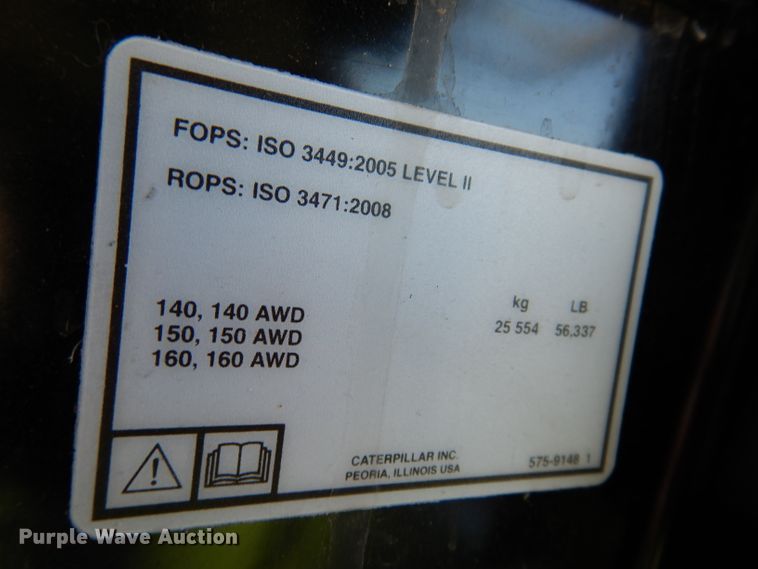 FOPS: ISO 3449:2005 LEVEL II
ROPS: ISO 3471:2008
kg LB
140, 140 AWD 25 554 56,337
150, 150 AWD
160, 160 AWD
CATERPILLAR INC.
PEORIA, ILLINOIS USA
575-9148 1
Purple Wave Auction